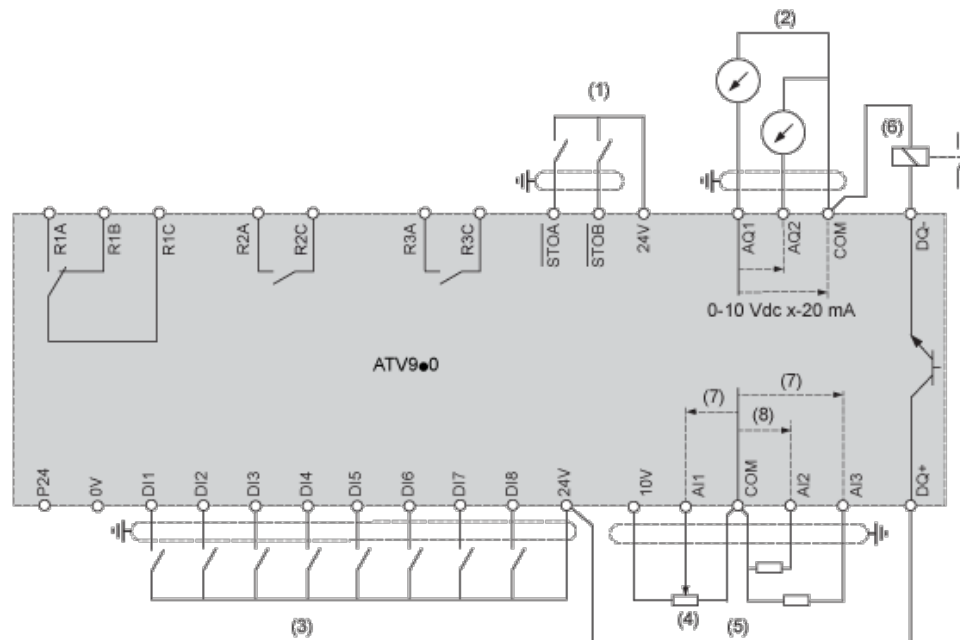 (2)
(1)
(6)
R1A R1B R1C R2A R2C R3A R3C STOA STOB 24V AQ1 AQ2 COM DQ-
0-10 Vdc x-20 mA
ATV9●0
(7)
(7)
(8)
P24 0V DI1 DI2 DI3 DI4 DI5 DI6 DI7 DI8 24V 10V AI1 COM AI2 AI3 DQ+
(3) (4) (5)